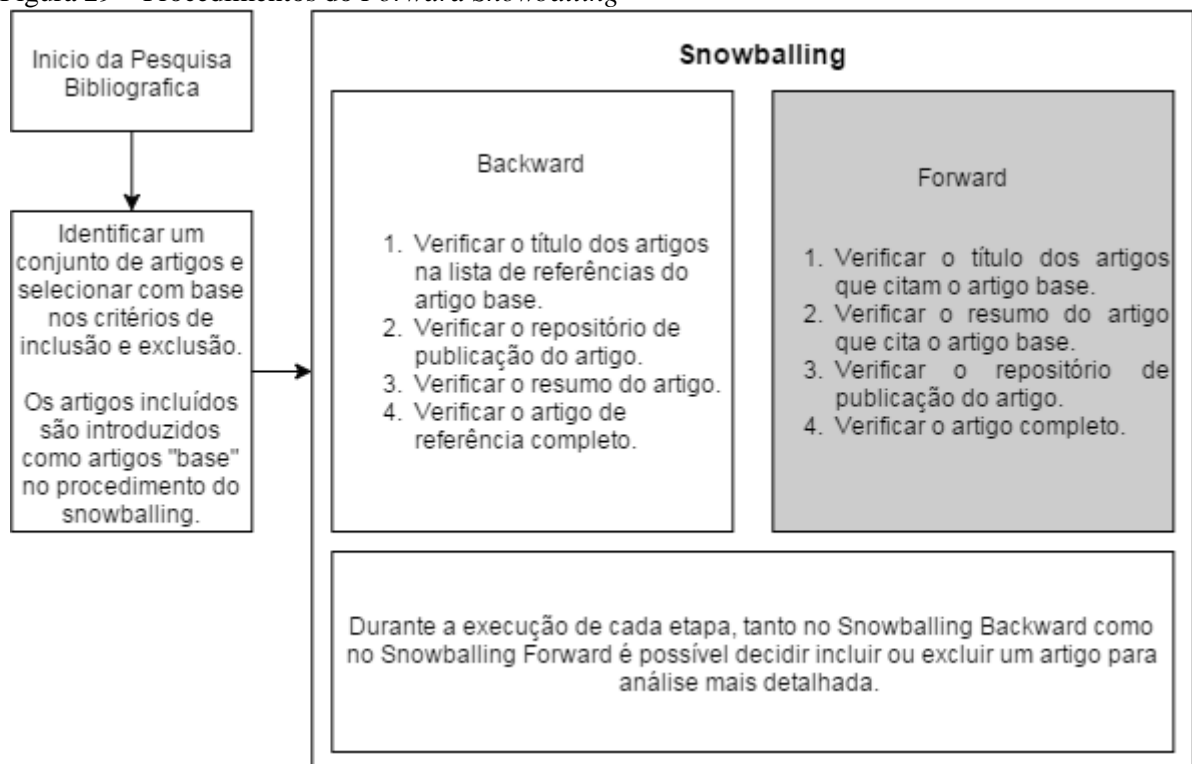 Figura 29 – Procedimentos do Forward Snowballing
Inicio da Pesquisa
Bibliografica
Identificar um
conjunto de artigos e
selecionar com base
nos critérios de
inclusão e exclusão.
Os artigos incluídos
são introduzidos
como artigos "base"
no procedimento do
snowballing.
Snowballing
Backward
1. Verificar o título dos artigos
na lista de referências do
artigo base.
2. Verificar o repositório de
publicação do artigo.
3. Verificar o resumo do artigo.
4. Verificar o artigo de
referência completo.
Forward
1. Verificar o título dos artigos
que citam o artigo base.
2. Verificar o resumo do artigo
que cita o artigo base.
3. Verificar o repositório de
publicação do artigo.
4. Verificar o artigo completo.
Durante a execução de cada etapa, tanto no Snowballing Backward como
no Snowballing Forward é possível decidir incluir ou excluir um artigo para
análise mais detalhada.